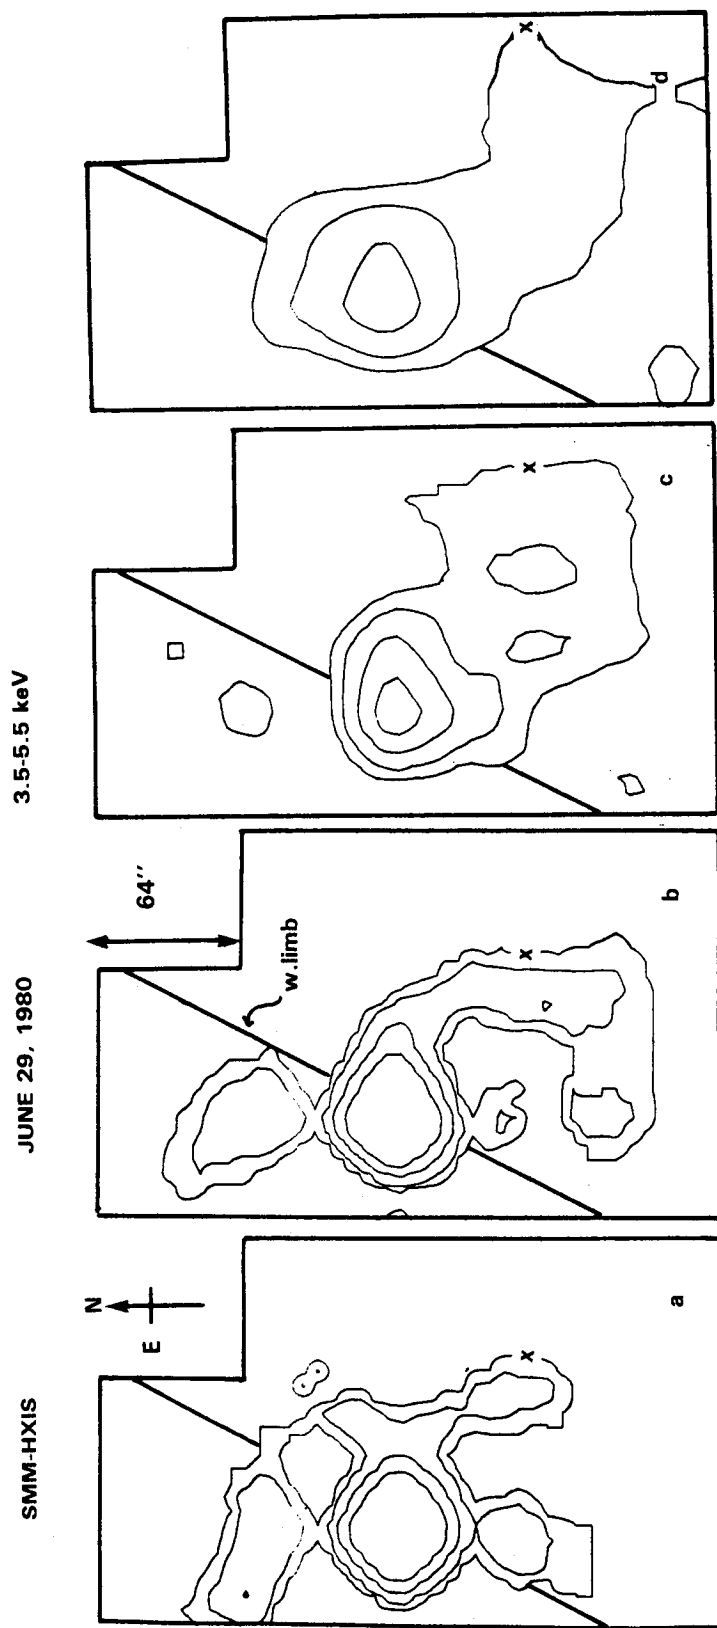 SMM-HXIS
JUNE 29, 1980
3.5-5.5 keV
N
E
x
a
64''
w.limb
x
b
x
c
x
d